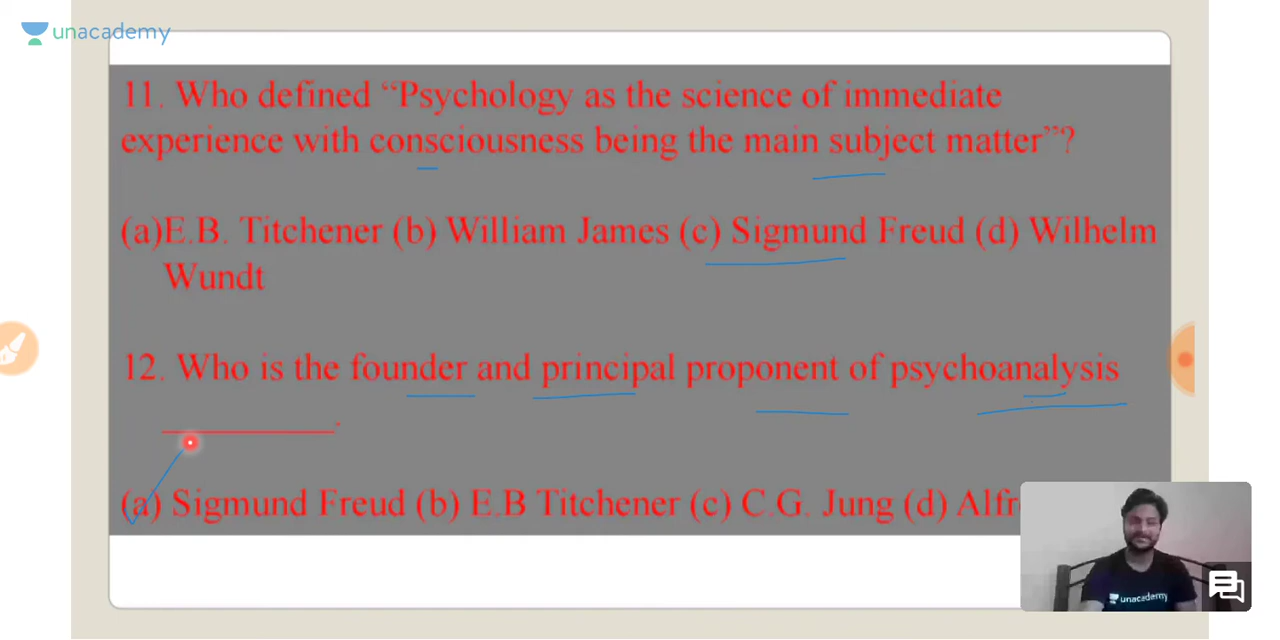 unacademy
11. Who defined “Psychology as the science of immediate
experience with consciousness being the main subject matter”?
(a)E.B. Titchener (b) William James (c) Sigmund Freud (d) Wilhelm
Wundt
12. Who is the founder and principal proponent of psychoanalysis
____________.
(a) Sigmund Freud (b) E.B Titchener (c) C.G. Jung (d)
unacademy